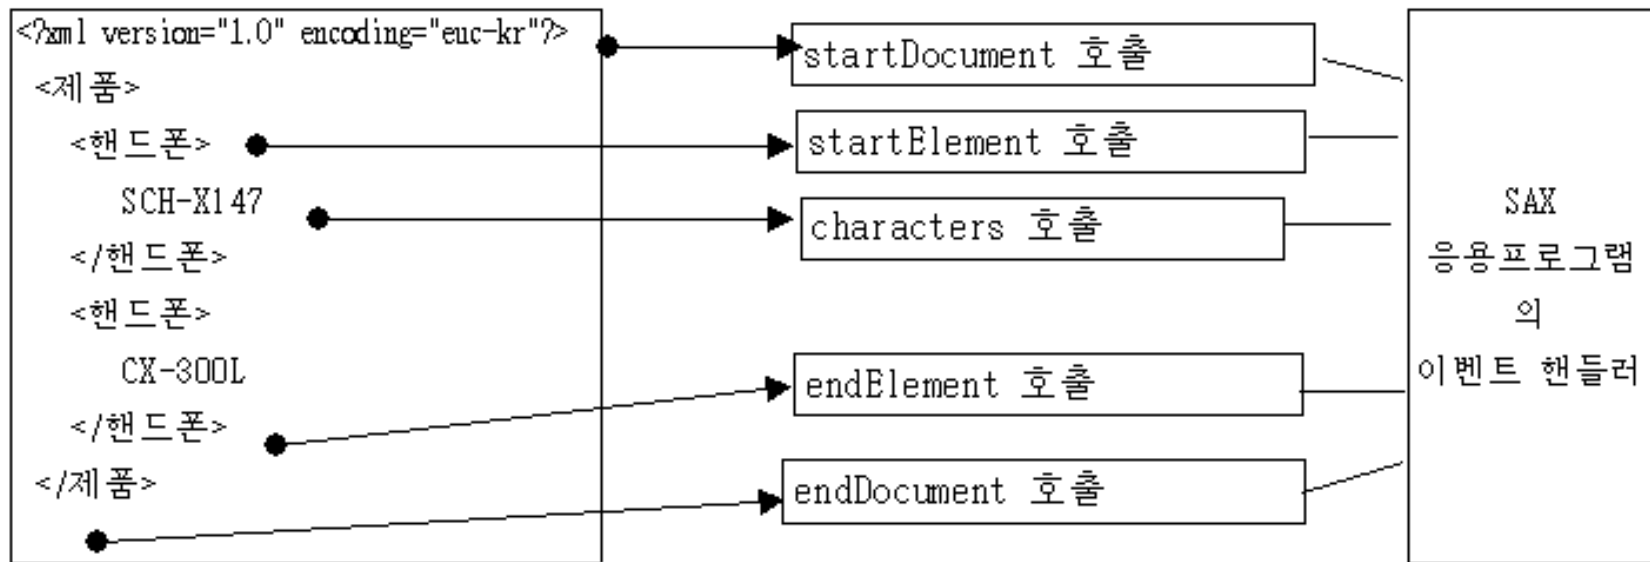 <?xml version="1.0" encoding="euc-kr"?>
<제품>
<핸드폰>
SCH-X147
</핸드폰>
<핸드폰>
CX-300L
</핸드폰>
</제품>
startDocument 호출
startElement 호출
characters 호출
endElement 호출
endDocument 호출
SAX
응용프로그램
의
이벤트 핸들러